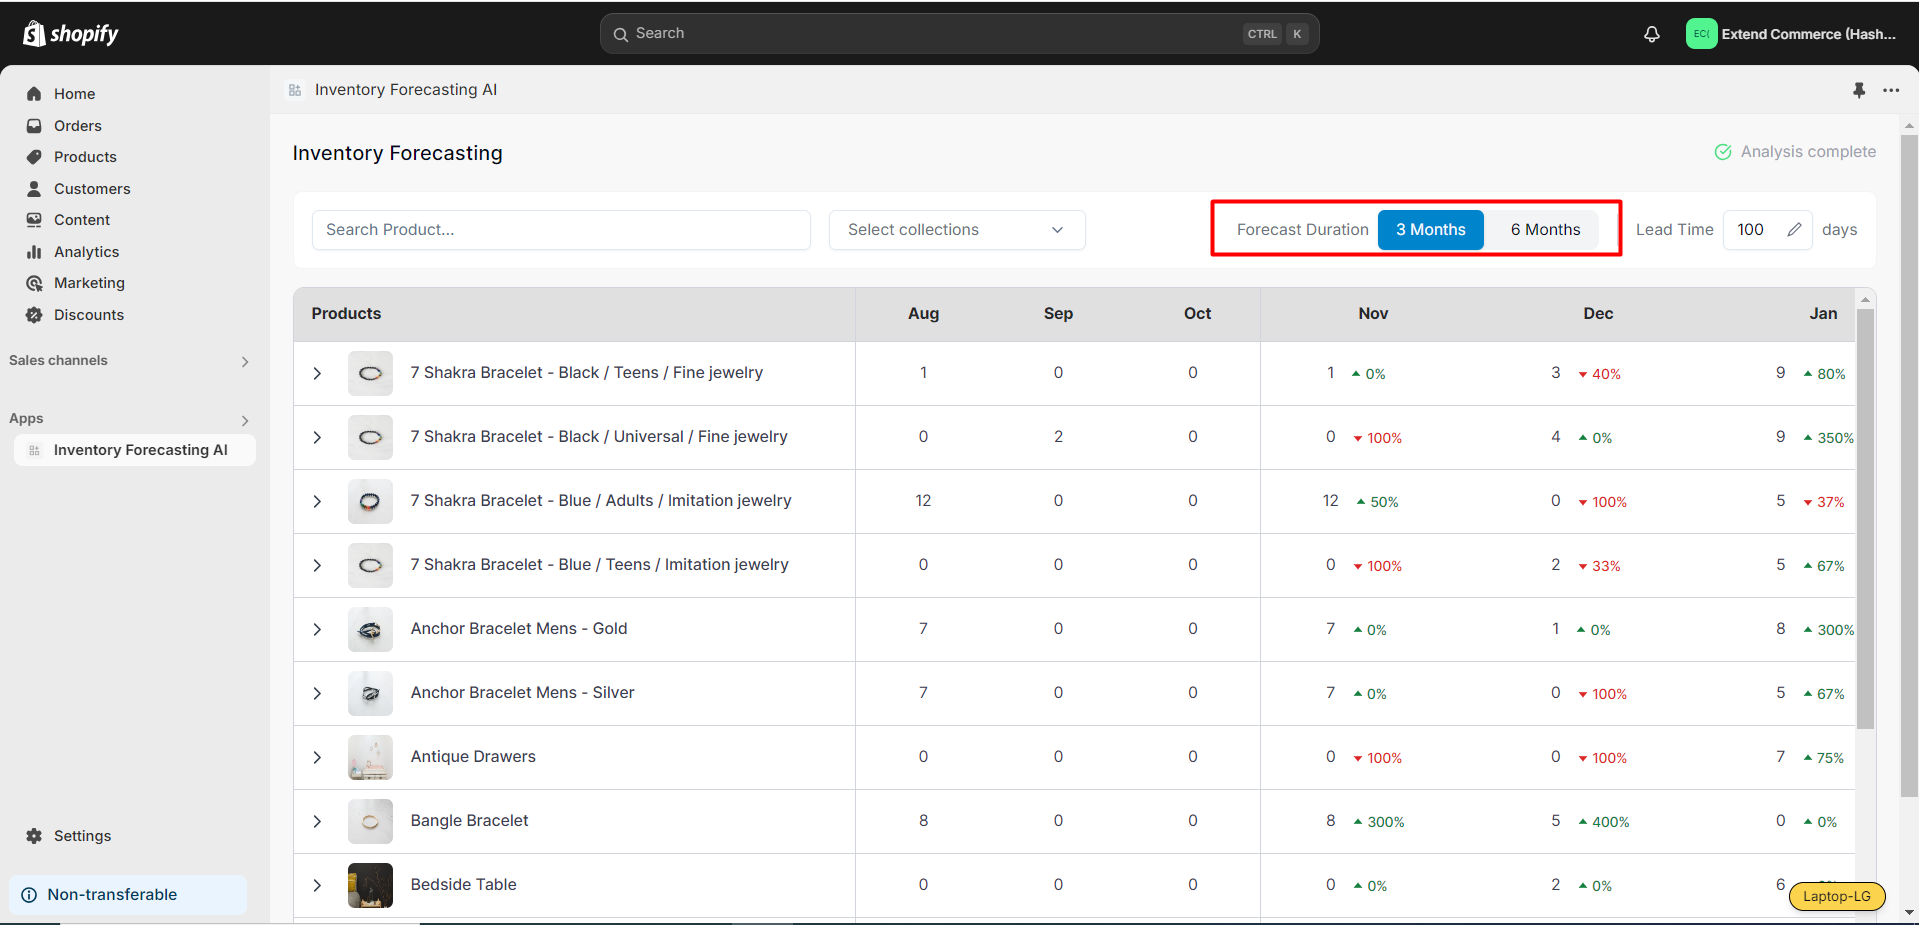 shopify
Search CTRL K
EC( Extend Commerce (Hash...
Home
Orders
Products
Customers
Content
Analytics
Marketing
Discounts
Sales channels
Apps
Inventory Forecasting AI
Settings
Non-transferable
Inventory Forecasting AI
Inventory Forecasting
Analysis complete
Search Product... Select collections Forecast Duration 3 Months 6 Months Lead Time 100 days
Products Aug Sep Oct Nov Dec Jan
7 Shakra Bracelet - Black / Teens / Fine jewelry 1 0 0 1 0% 3 40% 9 80%
7 Shakra Bracelet - Black / Universal / Fine jewelry 0 2 0 0 100% 4 0% 9 350%
7 Shakra Bracelet - Blue / Adults / Imitation jewelry 12 0 0 12 50% 0 100% 5 37%
7 Shakra Bracelet - Blue / Teens / Imitation jewelry 0 0 0 0 100% 2 33% 5 67%
Anchor Bracelet Mens - Gold 7 0 0 7 0% 1 0% 8 300%
Anchor Bracelet Mens - Silver 7 0 0 7 0% 0 100% 5 67%
Antique Drawers 0 0 0 0 100% 0 100% 7 75%
Bangle Bracelet 8 0 0 8 300% 5 400% 0 0%
Bedside Table 0 0 0 0 0% 2 0% 6
Laptop-LG